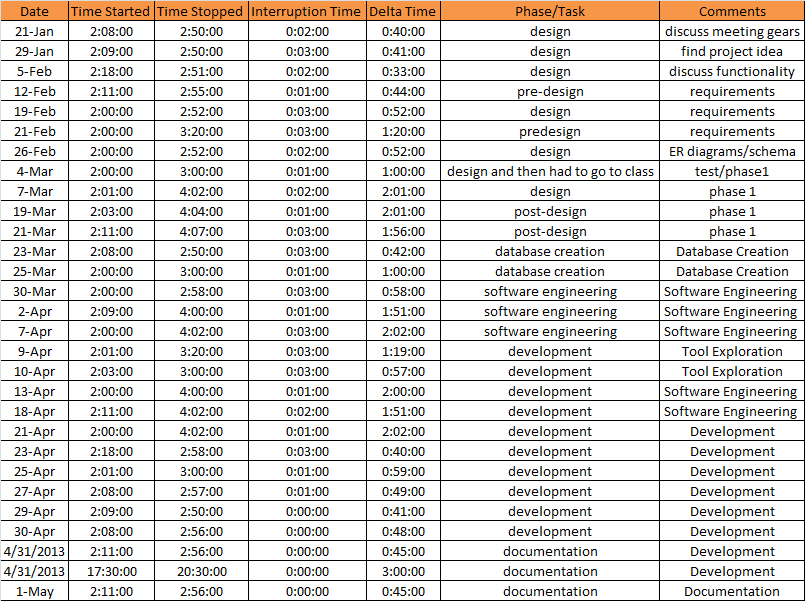 Date Time Started Time Stopped Interruption Time Delta Time Phase/Task Comments
21-Jan 2:08:00 2:50:00 0:02:00 0:40:00 design discuss meeting gears
29-Jan 2:09:00 2:50:00 0:03:00 0:41:00 design find project idea
5-Feb 2:18:00 2:51:00 0:02:00 0:33:00 design discuss functionality
12-Feb 2:11:00 2:55:00 0:01:00 0:44:00 pre-design requirements
19-Feb 2:00:00 2:52:00 0:03:00 0:52:00 design requirements
21-Feb 2:00:00 3:20:00 0:03:00 1:20:00 predesign requirements
26-Feb 2:00:00 2:52:00 0:02:00 0:52:00 design ER diagrams/schema
4-Mar 2:00:00 3:00:00 0:01:00 1:00:00 design and then had to go to class test/phase1
7-Mar 2:01:00 4:02:00 0:02:00 2:01:00 design phase 1
19-Mar 2:03:00 4:04:00 0:01:00 2:01:00 post-design phase 1
21-Mar 2:11:00 4:07:00 0:03:00 1:56:00 post-design phase 1
23-Mar 2:08:00 2:50:00 0:03:00 0:42:00 database creation Database Creation
25-Mar 2:00:00 3:00:00 0:01:00 1:00:00 database creation Database Creation
30-Mar 2:00:00 2:58:00 0:03:00 0:58:00 software engineering Software Engineering
2-Apr 2:09:00 4:00:00 0:01:00 1:51:00 software engineering Software Engineering
7-Apr 2:00:00 4:02:00 0:03:00 2:02:00 software engineering Software Engineering
9-Apr 2:01:00 3:20:00 0:03:00 1:19:00 development Tool Exploration
10-Apr 2:03:00 3:00:00 0:03:00 0:57:00 development Tool Exploration
13-Apr 2:00:00 4:00:00 0:01:00 2:00:00 development Software Engineering
18-Apr 2:11:00 4:02:00 0:02:00 1:51:00 development Software Engineering
21-Apr 2:00:00 4:02:00 0:01:00 2:02:00 development Development
23-Apr 2:18:00 2:58:00 0:03:00 0:40:00 development Development
25-Apr 2:01:00 3:00:00 0:01:00 0:59:00 development Development
27-Apr 2:08:00 2:57:00 0:01:00 0:49:00 development Development
29-Apr 2:09:00 2:50:00 0:00:00 0:41:00 development Development
30-Apr 2:08:00 2:56:00 0:00:00 0:48:00 development Development
4/31/2013 2:11:00 2:56:00 0:00:00 0:45:00 documentation Development
4/31/2013 17:30:00 20:30:00 0:00:00 3:00:00 documentation Development
1-May 2:11:00 2:56:00 0:00:00 0:45:00 documentation Documentation